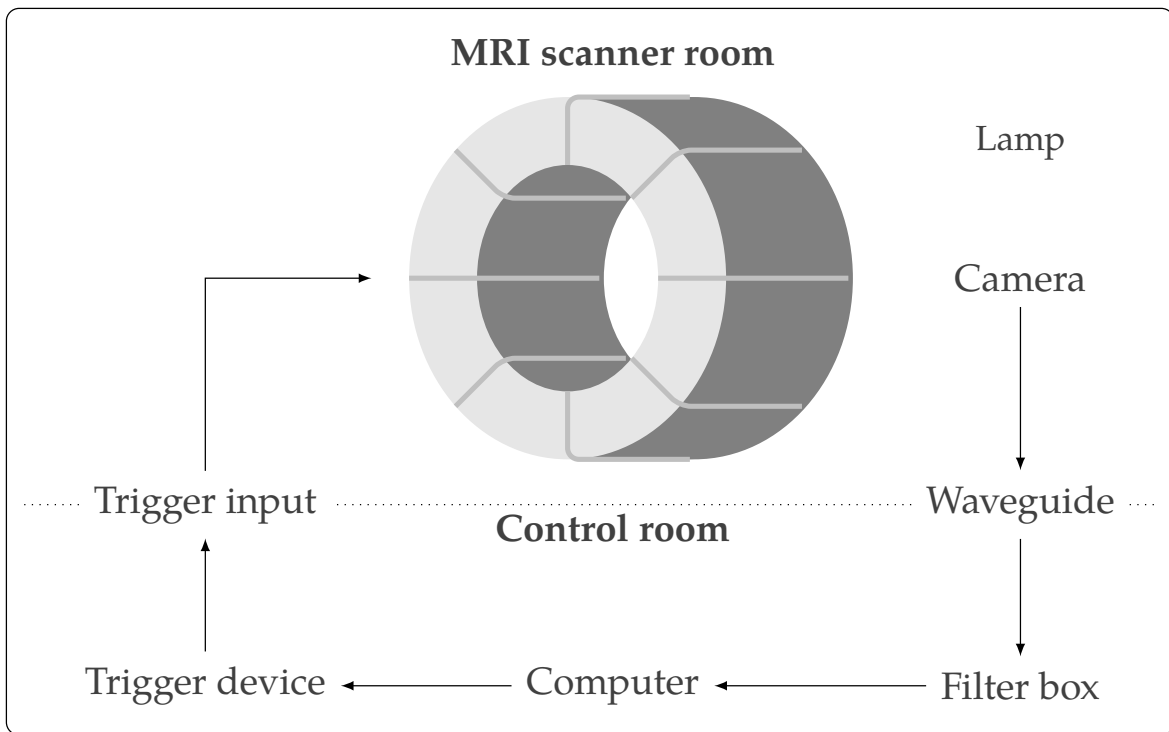 MRI scanner room
Lamp
Camera
Trigger input
Waveguide
Control room
Trigger device
Computer
Filter box